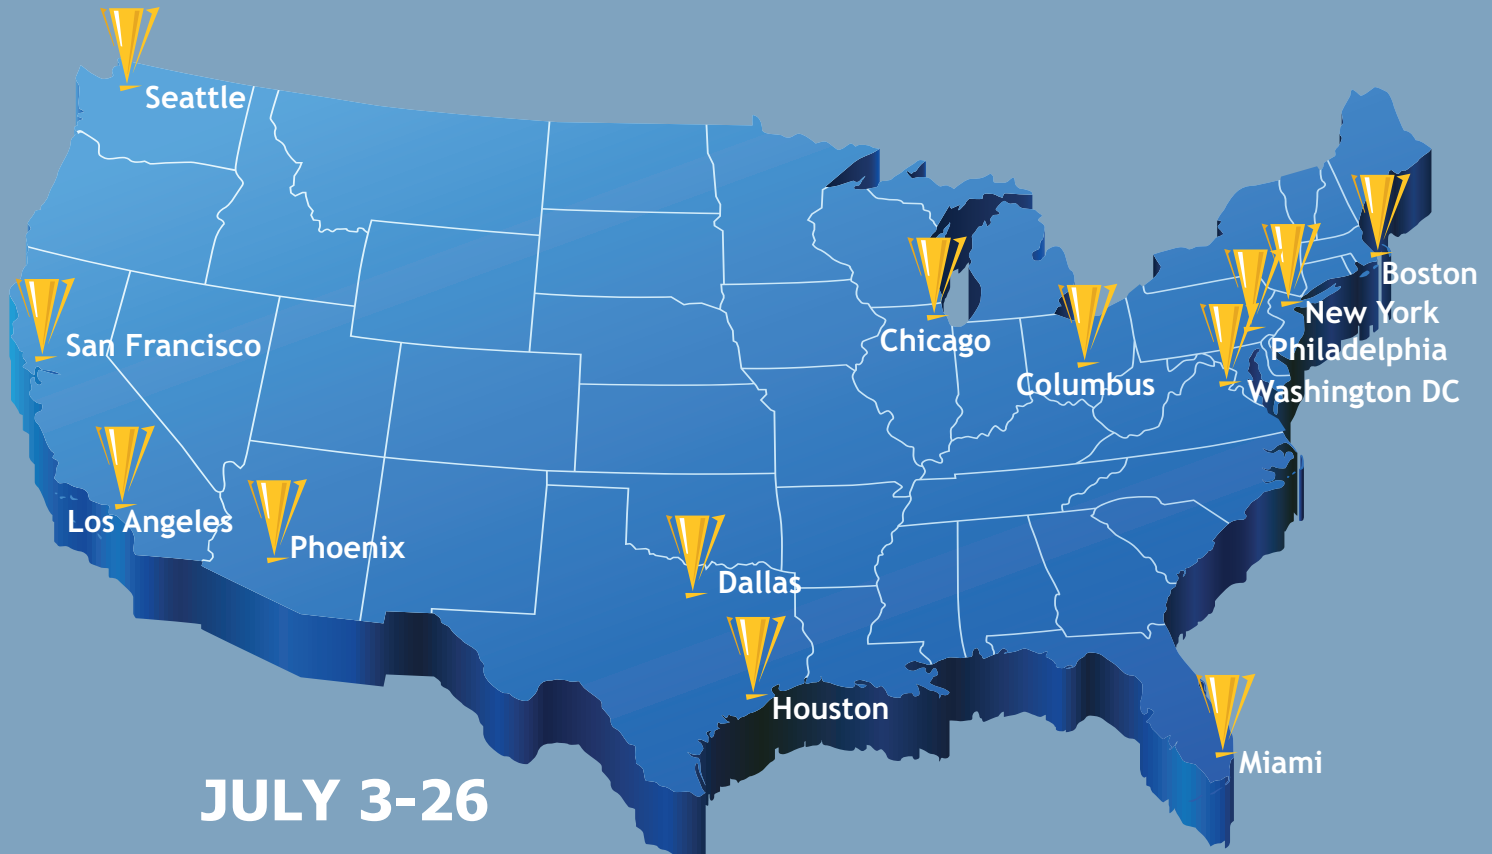 Seattle
Boston
New York
San Francisco
Chicago
Philadelphia
Columbus
Washington DC
Los Angeles
Phoenix
Dallas
Houston
Miami
JULY 3-26